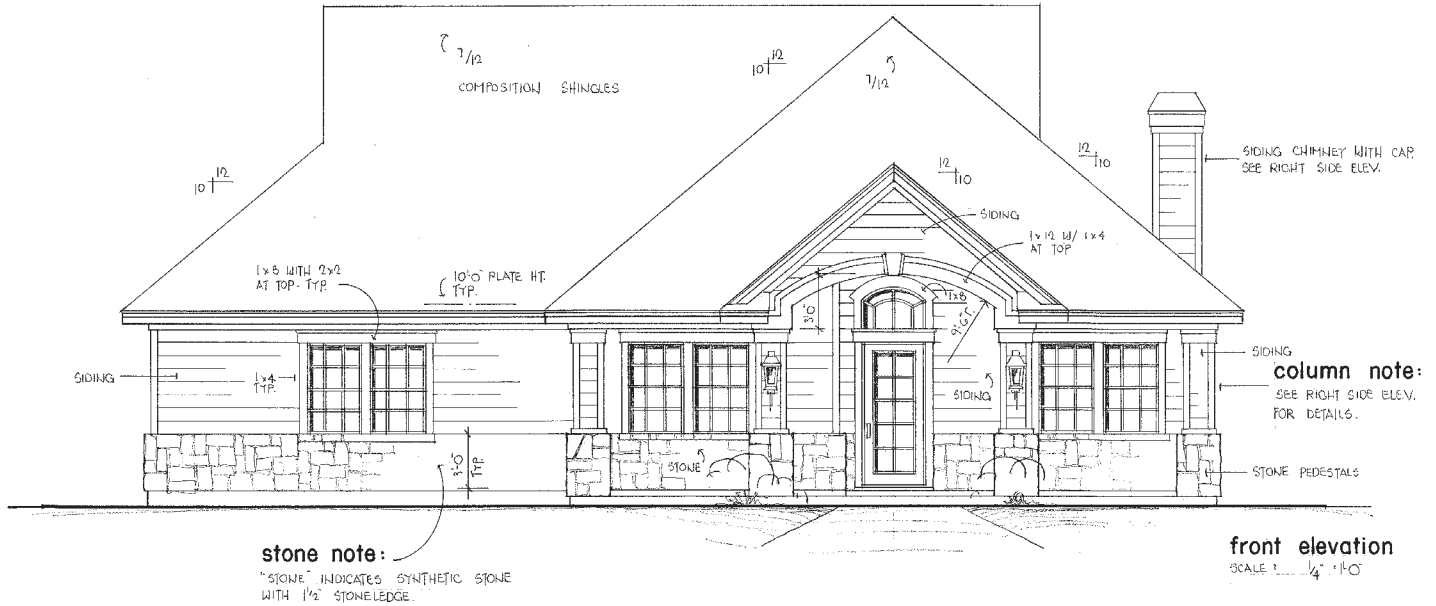 7/12
COMPOSITION SHINGLES
12
10
7/12
12
10
12
10
12
10
SIDING CHIMNEY WITH CAP.
SEE RIGHT SIDE ELEV.
SIDING
1x12 W/ 1x4
AT TOP
1x8 WITH 2x2
AT TOP - TYP.
10'-0" PLATE HT.
TYP.
1x8
3'-0"
SIDING
1x4
TYP.
SIDING
SIDING
column note:
SEE RIGHT SIDE ELEV.
FOR DETAILS.
3'-0"
TYP.
STONE
STONE PEDESTALS
stone note:
"STONE" INDICATES SYNTHETIC STONE
WITH 1 1/2" STONELEDGE.
front elevation
SCALE : 1/4" = 1'-0"